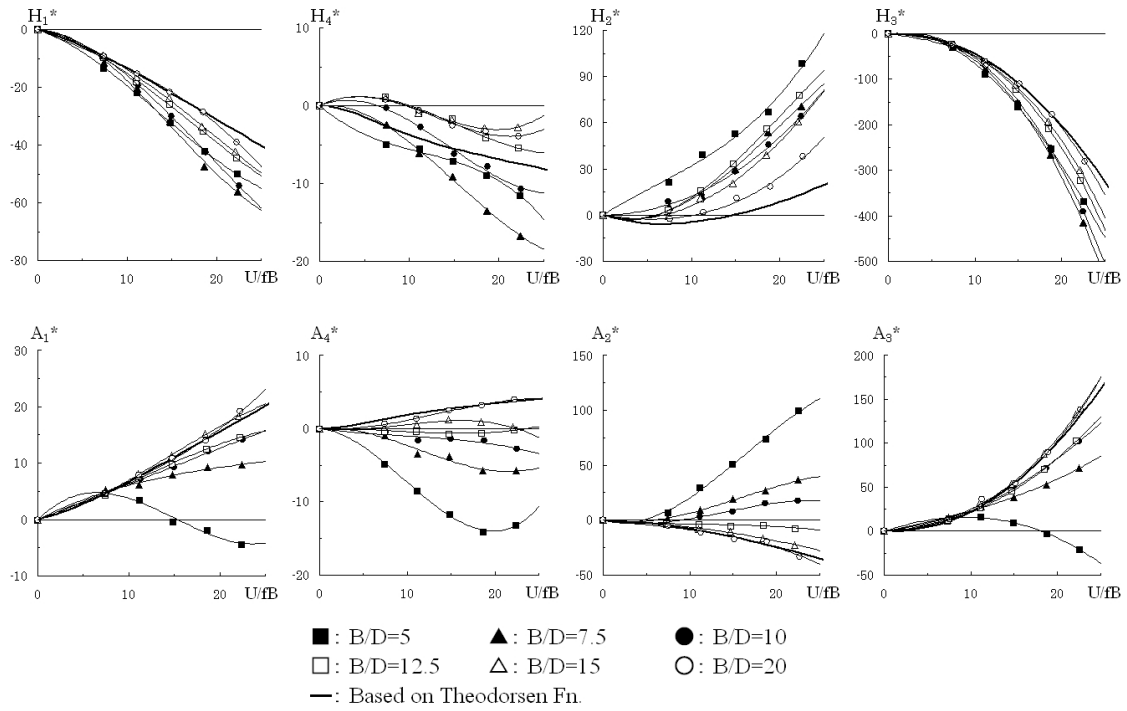 H₁* H₄* H₂* H₃*
0 10 120 0
-20 0 90 -100
-40 60 -200
-60 -10 30 -300
-80 0 -400
-20 -30 -500
0 10 20 U/fB 0 10 20 U/fB 0 10 20 U/fB 0 10 20 U/fB
A₁* A₄* A₂* A₃*
30 10 150 200
20 100 150
10 0 50 100
0 -10 0 50
-10 -20 -50 0
-50
0 10 20 U/fB 0 10 20 U/fB 0 10 20 U/fB 0 10 20 U/fB
■: B/D=5 ▲: B/D=7.5 ●: B/D=10
□: B/D=12.5 △: B/D=15 ○: B/D=20
—: Based on Theodorsen Fn.